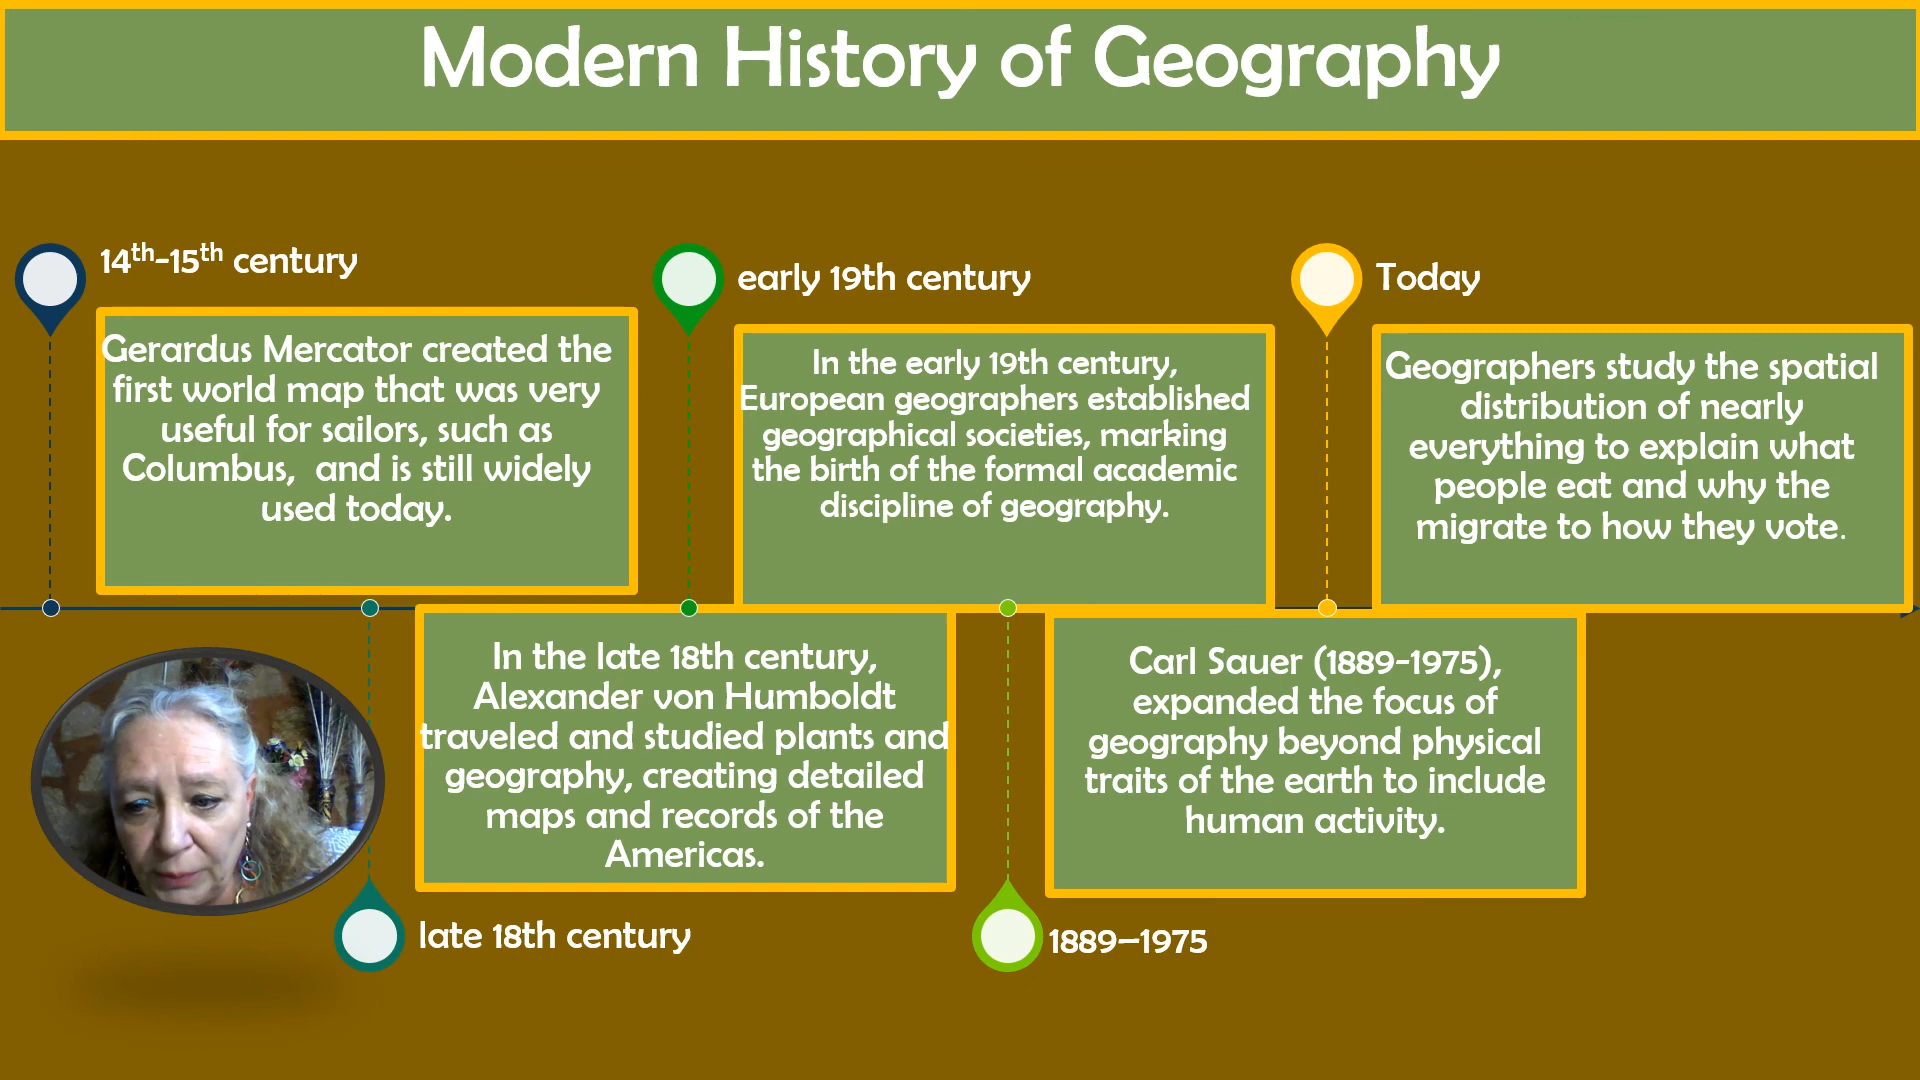 Modern History of Geography
14th-15th century
Gerardus Mercator created the
first world map that was very
useful for sailors, such as
Columbus,  and is still widely
used today.
early 19th century
In the early 19th century,
European geographers established
geographical societies, marking
the birth of the formal academic
discipline of geography.
Today
Geographers study the spatial
distribution of nearly
everything to explain what
people eat and why the
migrate to how they vote.
In the late 18th century,
Alexander von Humboldt
traveled and studied plants and
geography, creating detailed
maps and records of the
Americas.
late 18th century
Carl Sauer (1889-1975),
expanded the focus of
geography beyond physical
traits of the earth to include
human activity.
1889–1975